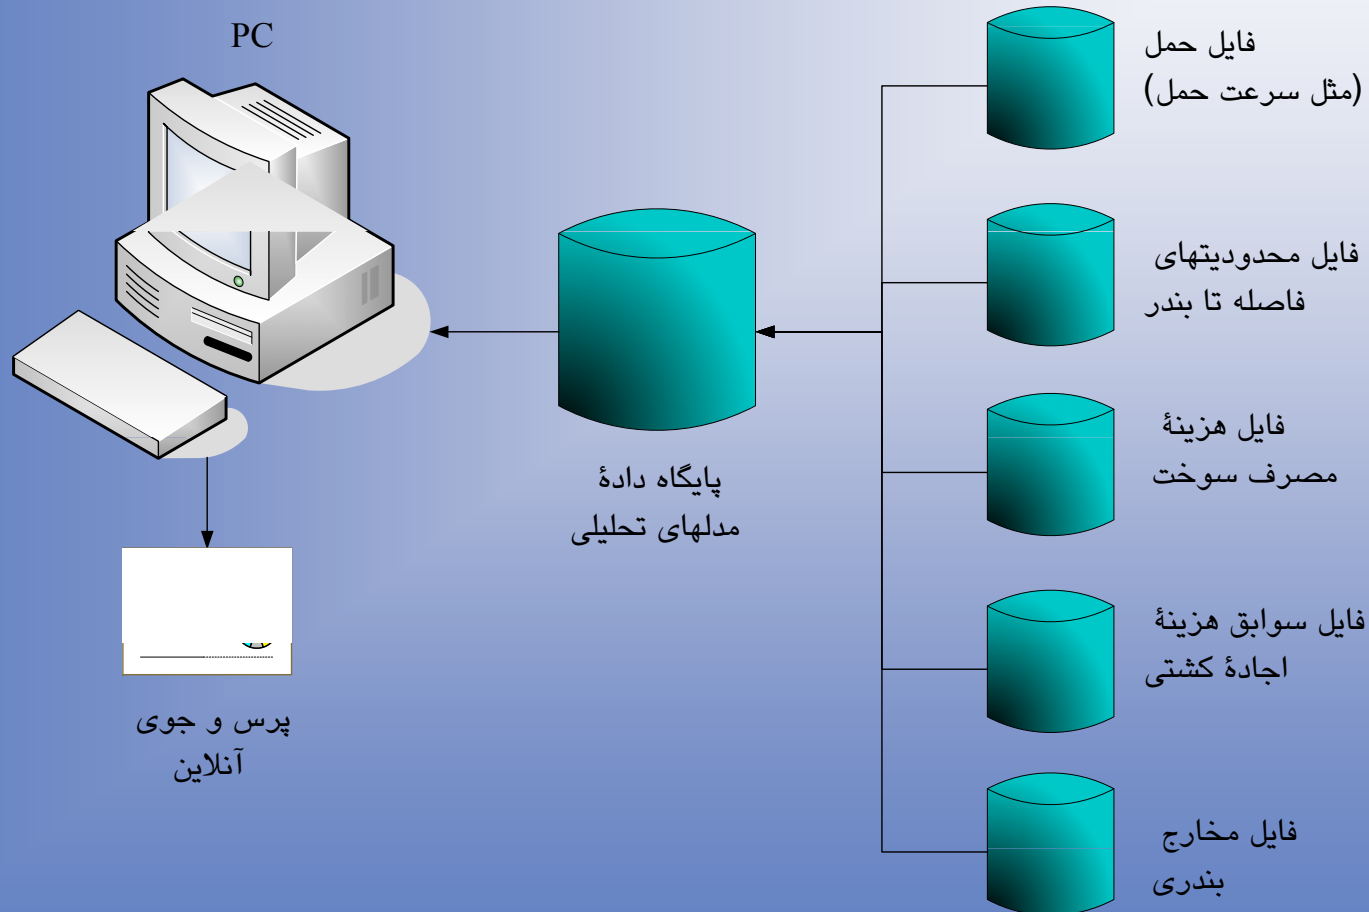 PC
فایل حمل
(مثل سرعت حمل)
فایل محدودیتهای
فاصله تا بندر
فایل هزینهٔ
مصرف سوخت
پایگاه دادهٔ
مدلهای تحلیلی
فایل سوابق هزینهٔ
اجادهٔ کشتی
پرس و جوی
آنلاین
فایل مخارج
بندری